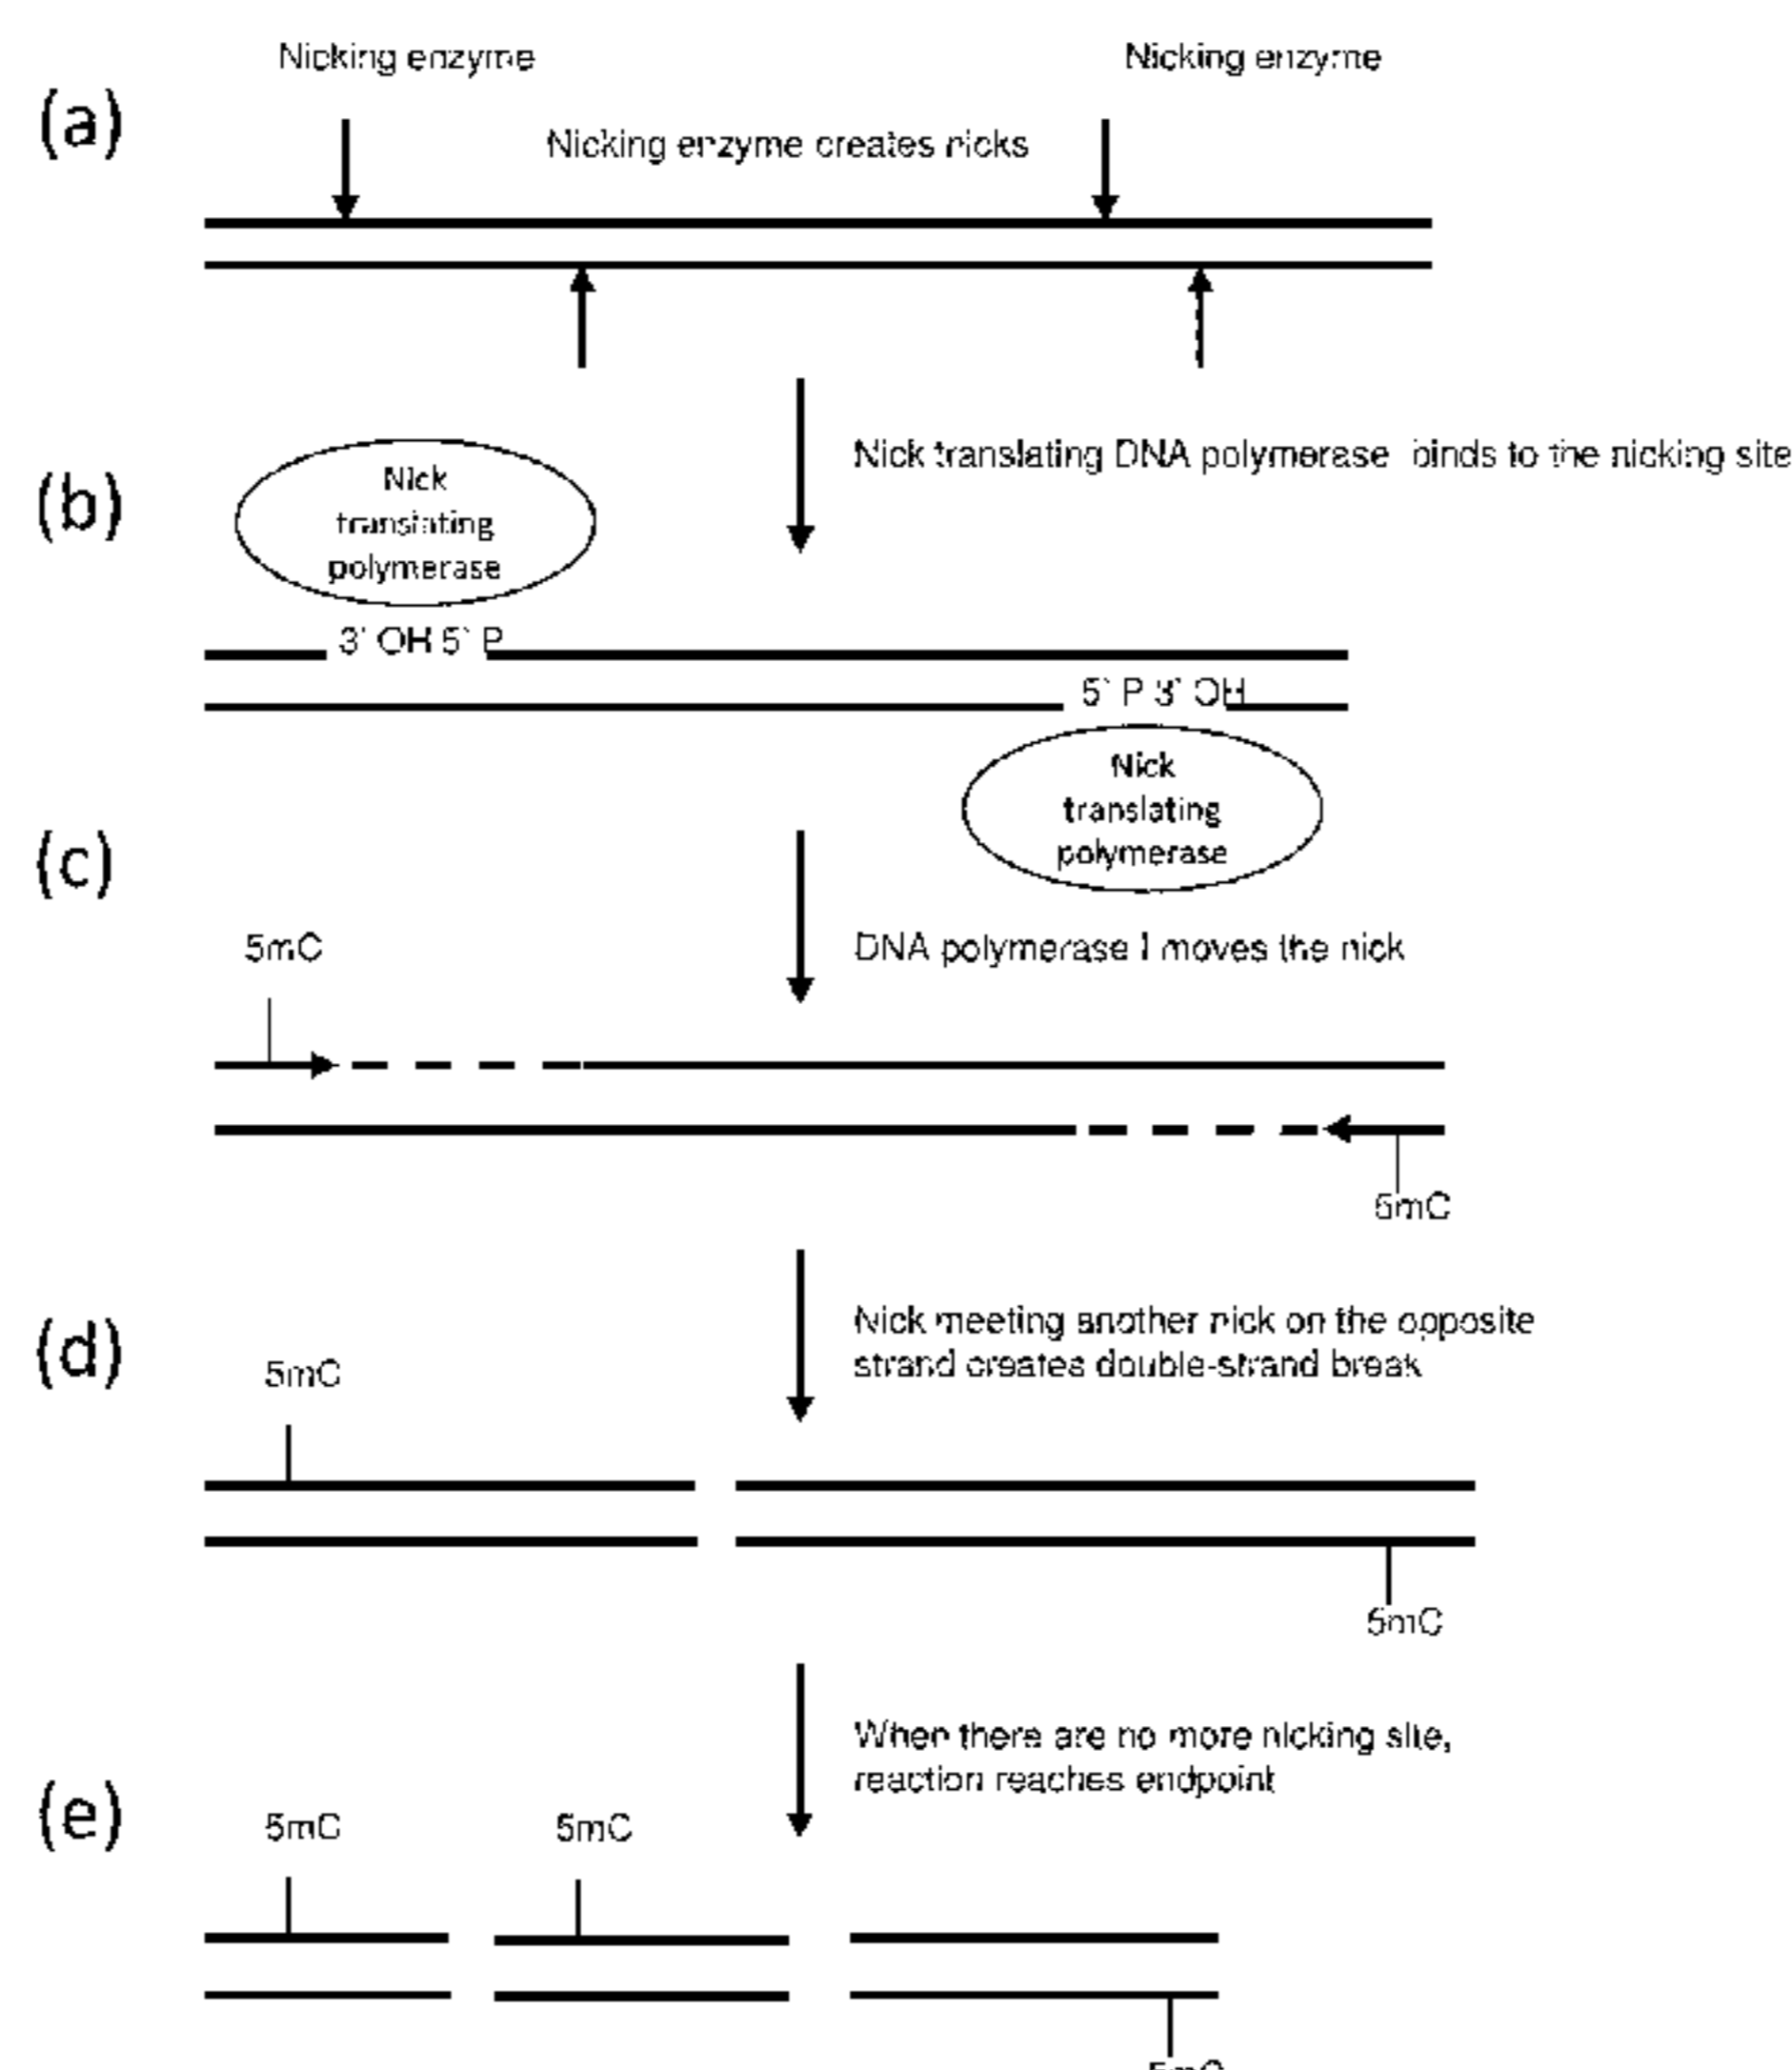 Nicking enzyme
Nicking enzyme
(a)
Nicking enzyme creates nicks
Nick translating DNA polymerase binds to the nicking site
(b)
Nick
translating
polymerase
3` OH 5` P
5` P 3` OH
Nick
translating
polymerase
(c)
5mC
DNA polymerase I moves the nick
5mC
(d)
Nick meeting another nick on the opposite
strand creates double-strand break
5mC
5mC
When there are no more nicking site,
reaction reaches endpoint
(e)
5mC
5mC
5mC